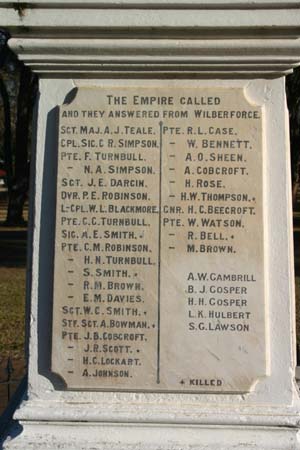 THE EMPIRE CALLED
AND THEY ANSWERED FROM WILBERFORCE.
SGT. MAJ. A. J. TEALE.
CPL. SIG. C. R. SIMPSON.
PTE. F. TURNBULL.
– N. A. SIMPSON.
SGT. J. E. DARGIN.
DVR. P. E. ROBINSON.
L-CPL. W. L. BLACKMORE.
PTE. C. C. TURNBULL.
SIG. A. E. SMITH. +
PTE. C. M. ROBINSON.
– H. N. TURNBULL.
– S. SMITH. +
– R. M. BROWN.
– E. M. DAVIES.
SGT. W. C. SMITH. +
STF. SGT. A. BOWMAN. +
PTE. J. B. COBCROFT.
– J. R. SCOTT. +
– H. C. LOCKART.
– A. JOHNSON.
PTE. R. L. CASE.
– W. BENNETT.
– A. O. SHEEN.
– A. COBCROFT.
– H. ROSE.
– H. W. THOMPSON. +
GNR. H. C. BEECROFT.
PTE. W. WATSON.
– R. BELL. +
– M. BROWN.
A. W. GAMBRILL
B. J. GOSPER
H. H. GOSPER
L. K. HULBERT
S. G. LAWSON
+ KILLED